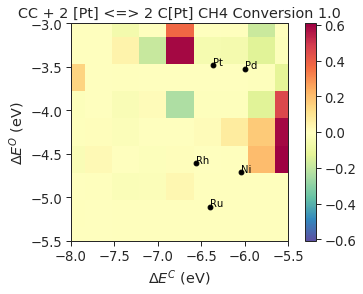 CC + 2 [Pt] <=> 2 C[Pt] CH4 Conversion 1.0
−3.0
−3.5
−4.0
−4.5
−5.0
−5.5
ΔE^O (eV)
Pt
Pd
Rh
Ni
Ru
−8.0 −7.5 −7.0 −6.5 −6.0 −5.5
ΔE^C (eV)
0.6
0.4
0.2
0.0
−0.2
−0.4
−0.6